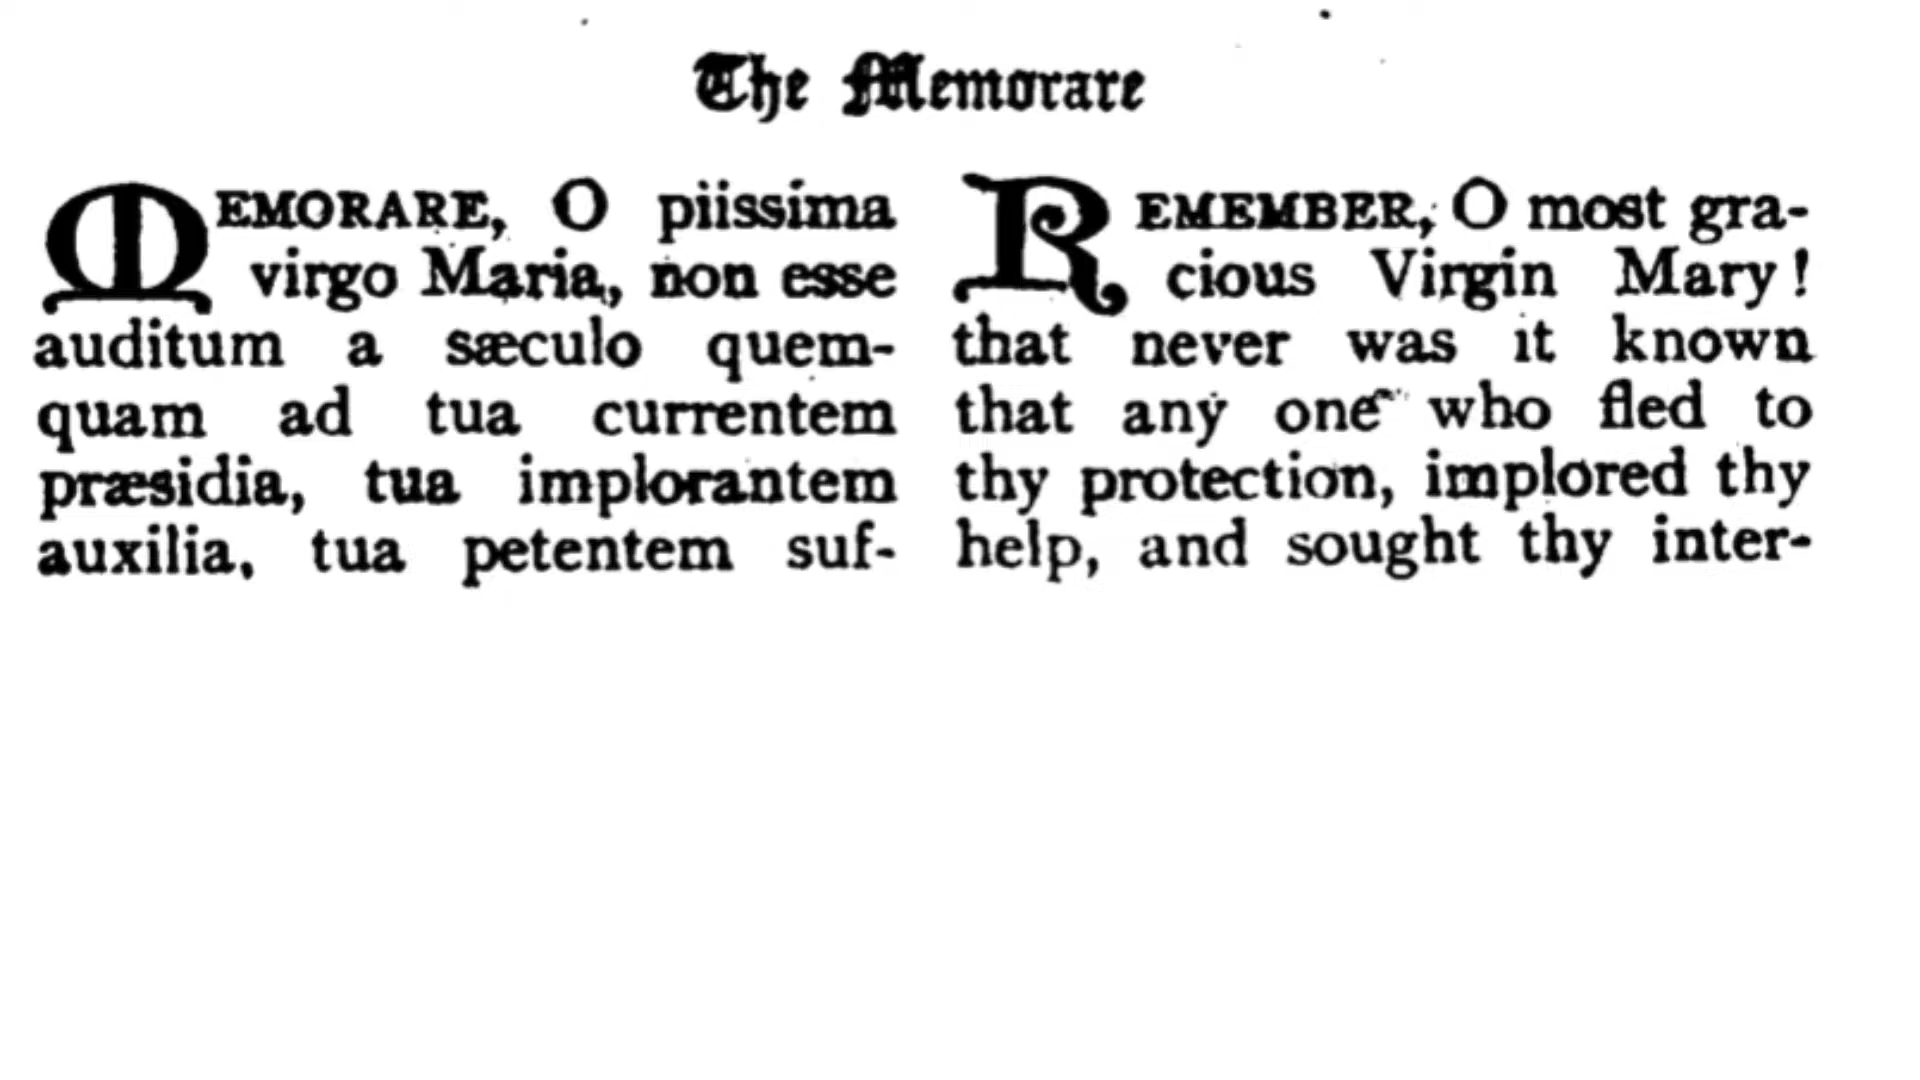 The Memorare
MEMORARE, O piissima
virgo Maria, non esse
auditum a sæculo quem-
quam ad tua currentem
præsidia, tua implorantem
auxilia, tua petentem suf-
REMEMBER, O most gra-
cious Virgin Mary!
that never was it known
that any one who fled to
thy protection, implored thy
help, and sought thy inter-